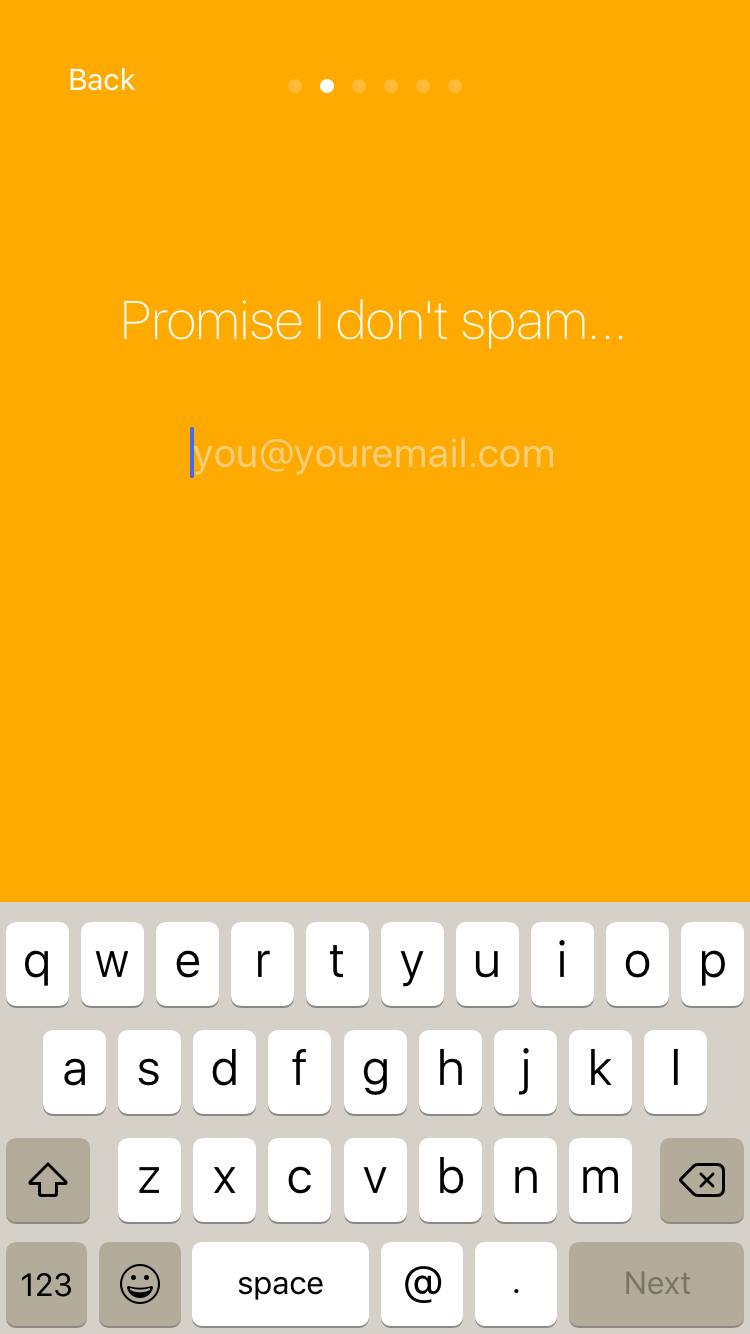 Back
Promise I don't spam...
you@youremail.com
q w e r t y u i o p
a s d f g h j k l
z x c v b n m
123 space @ . Next